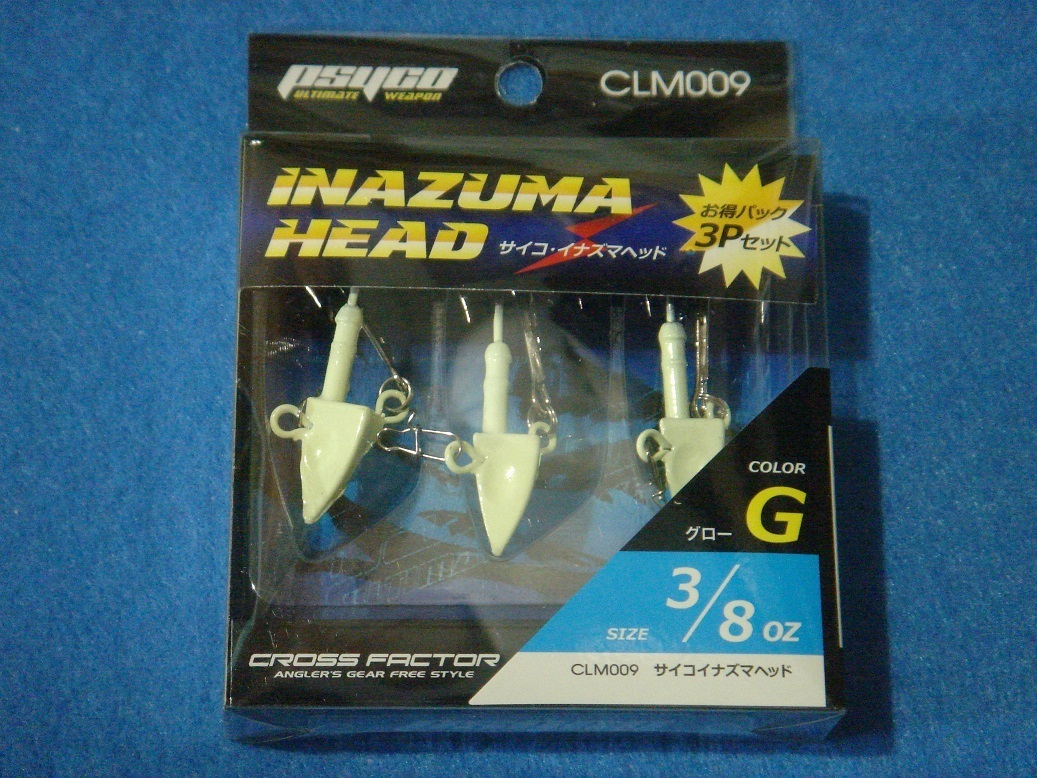 PSYCO
ULTIMATE WEAPON
CLM009
INAZUMA
HEAD
サイコ・イナズマヘッド
お得パック
3Pセット
COLOR
グロー G
SIZE 3/8 OZ
CROSS FACTOR
ANGLER'S GEAR FREE STYLE
CLM009 サイコイナズマヘッド